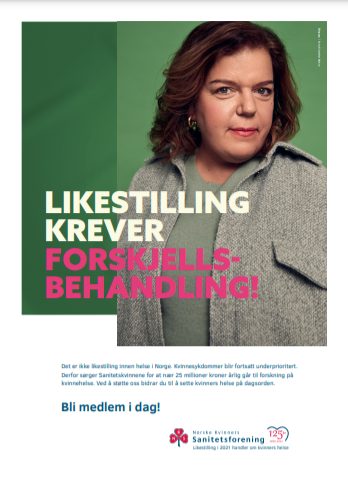 LIKESTILLING
KREVER
FORSKJELLS-
BEHANDLING!
Det er ikke likestilling innen helse i Norge. Kvinnesykdommer blir fortsatt underprioritert.
Derfor sørger Sanitetskvinnene for at nær 25 millioner kroner årlig går til forskning på
kvinnehelse. Ved å støtte oss bidrar du til å sette kvinners helse på dagsorden.
Bli medlem i dag!
Norske Kvinners
Sanitetsforening
125
Likestilling i 2021 handler om kvinners helse